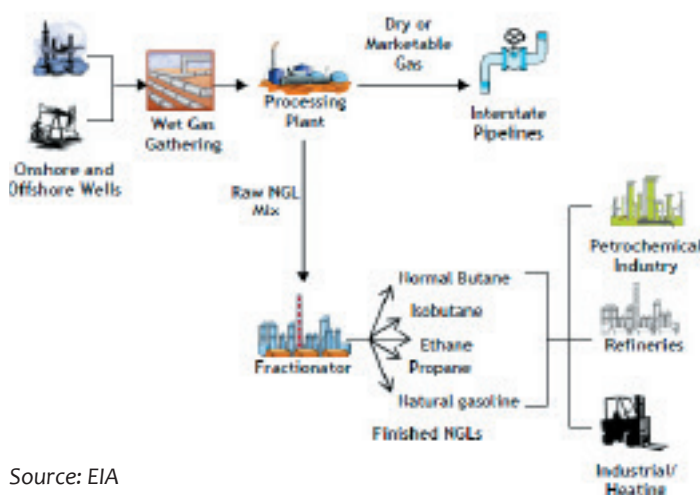 Onshore and
Offshore Wells
Wet Gas
Gathering
Processing
Plant
Dry or
Marketable
Gas
Interstate
Pipelines
Raw NGL
Mix
Fractionator
Normal Butane
Isobutane
Ethane
Propane
Natural gasoline
Finished NGLs
Petrochemical
Industry
Refineries
Industrial/
Heating
Source: EIA